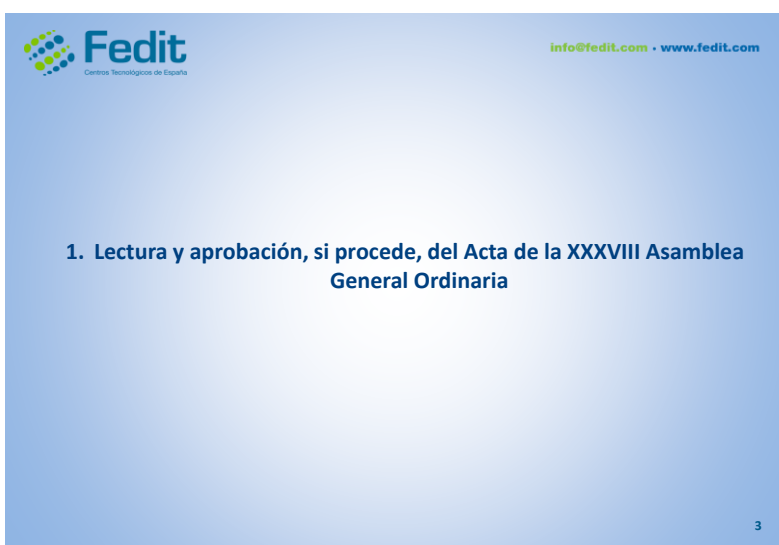 Fedit
Centros Tecnológicos de España
info@fedit.com · www.fedit.com
1. Lectura y aprobación, si procede, del Acta de la XXXVIII Asamblea
General Ordinaria
3